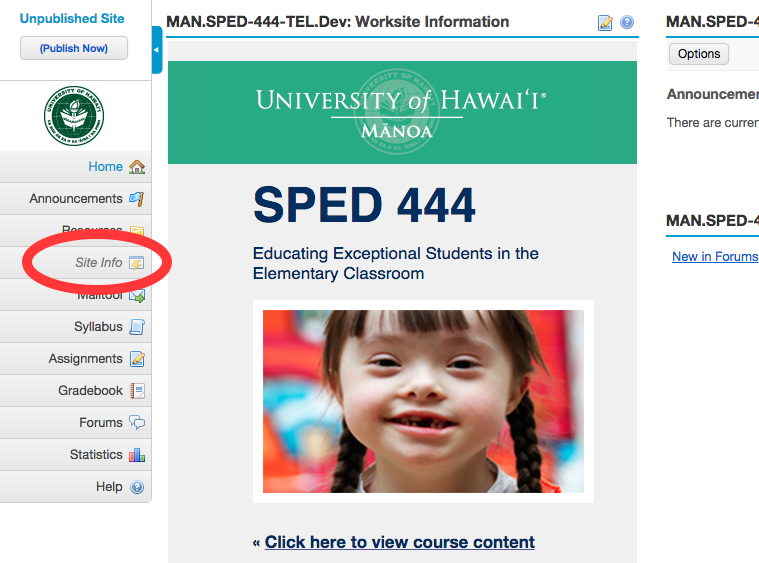 Unpublished Site
(Publish Now)
Home
Announcements
Resources
Site Info
Mailtool
Syllabus
Assignments
Gradebook
Forums
Statistics
Help
MAN.SPED-444-TEL.Dev: Worksite Information
UNIVERSITY of HAWAI‘I®
MĀNOA
SPED 444
Educating Exceptional Students in the
Elementary Classroom
« Click here to view course content
MAN.SPED-4
Options
Announcemen
There are curren
MAN.SPED-4
New in Forums